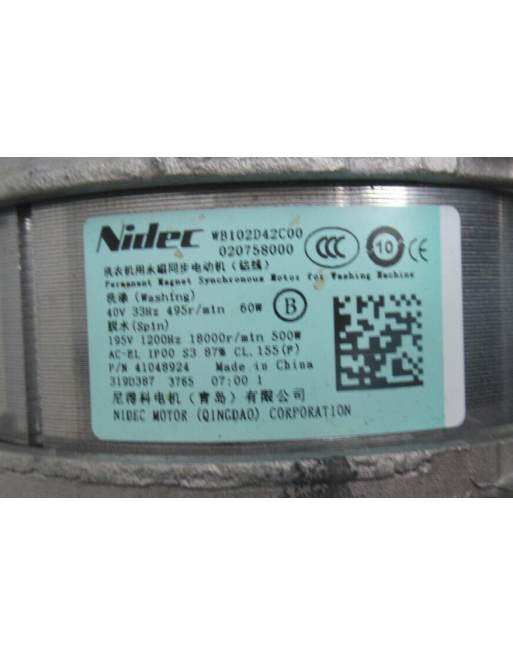 Nidec WB102D42C00
020758000
CCC 10 CE
洗衣机用永磁同步电动机（铝线）
Permanent Magnet Synchronous Motor for Washing Machine
洗涤(Washing)
40V 33Hz 495r/min 60W B
脱水(Spin)
195V 1200Hz 18000r/min 500W
AC-EL IP00 S3 87% CL.155(F)
P/N 41048924 Made in China
319D387 3765 07:00 1
尼得科电机（青岛）有限公司
NIDEC MOTOR (QINGDAO) CORPORATION